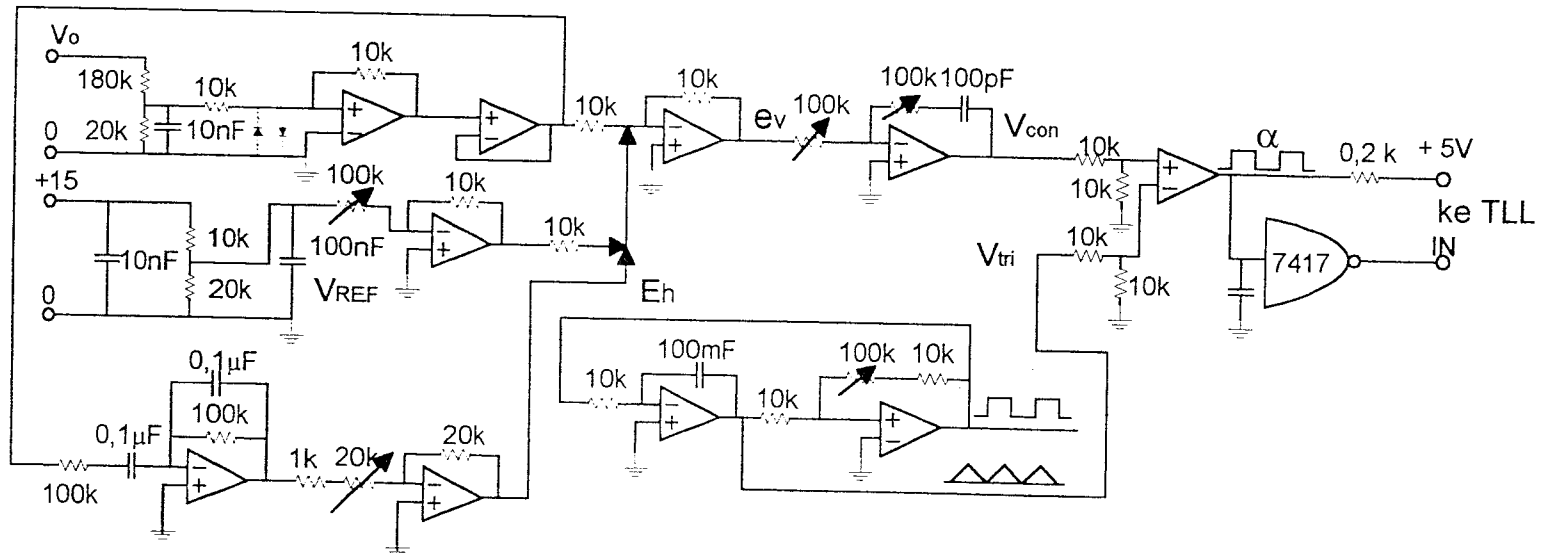 Vo
180k
20k
0
10nF
10k
10k
+
−
+
−
10k
10k
−
+
ev
100k
100k
100pF
−
+
Vcon
10k
10k
+
−
α
0,2 k
+ 5V
ke TLL
IN
7417
Vtri
10k
10k
+15
0
10nF
10k
20k
100nF
VREF
100k
10k
−
+
10k
Eh
0,1µF
100k
0,1µF
100k
−
+
1k
20k
20k
−
+
10k
100mF
−
+
10k
100k
10k
+
−